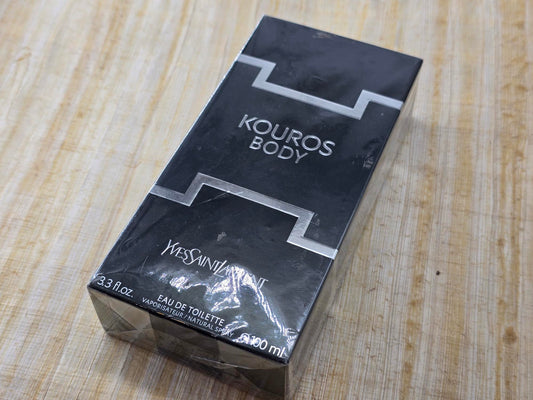 KOUROS
BODY
YVESSAINTLAURENT
EAU DE TOILETTE
VAPORISATEUR / NATURAL SPRAY
3.3 fl.oz.
100 ml